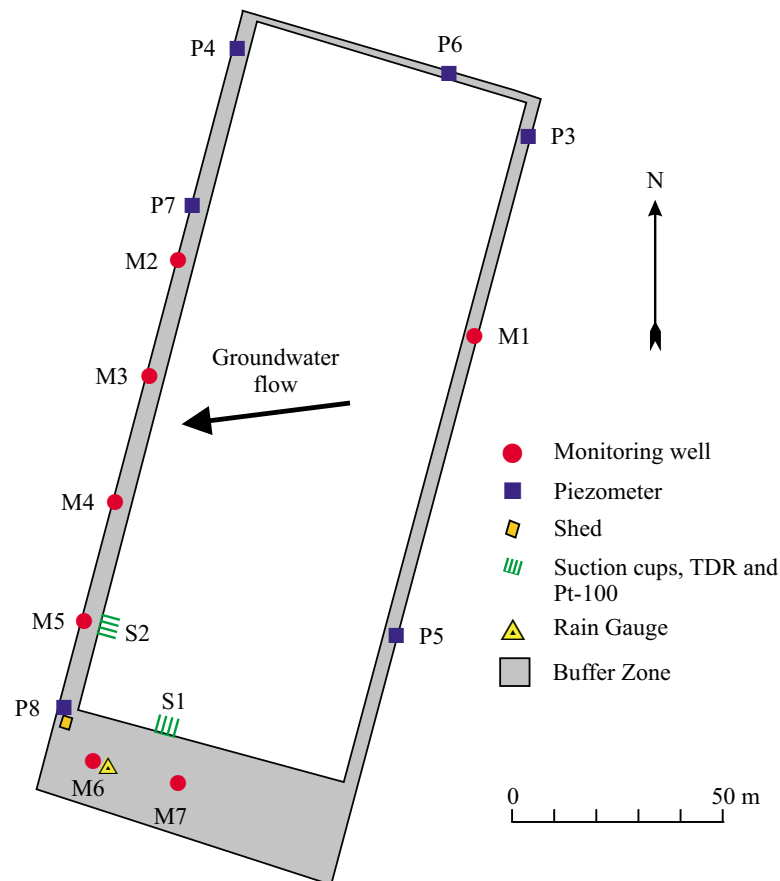 P4
P6
P3
P7
N
M2
M1
Groundwater
flow
M3
Monitoring well
M4
Piezometer
Shed
Suction cups, TDR and
Pt-100
M5
S2
Rain Gauge
P5
Buffer Zone
P8
S1
M6
M7
0 50 m